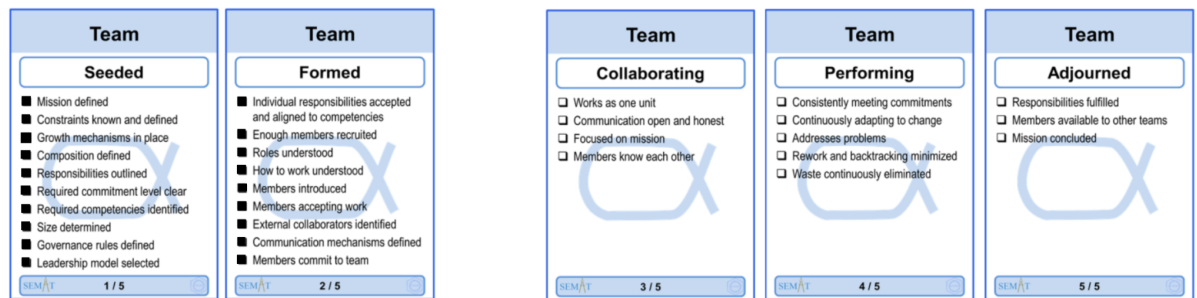 Team
Seeded
Mission defined
Constraints known and defined
Growth mechanisms in place
Composition defined
Responsibilities outlined
Required commitment level clear
Required competencies identified
Size determined
Governance rules defined
Leadership model selected
SEMAT
1 / 5
Team
Formed
Individual responsibilities accepted
and aligned to competencies
Enough members recruited
Roles understood
How to work understood
Members introduced
Members accepting work
External collaborators identified
Communication mechanisms defined
Members commit to team
SEMAT
2 / 5
Team
Collaborating
Works as one unit
Communication open and honest
Focused on mission
Members know each other
SEMAT
3 / 5
Team
Performing
Consistently meeting commitments
Continuously adapting to change
Addresses problems
Rework and backtracking minimized
Waste continuously eliminated
SEMAT
4 / 5
Team
Adjourned
Responsibilities fulfilled
Members available to other teams
Mission concluded
SEMAT
5 / 5